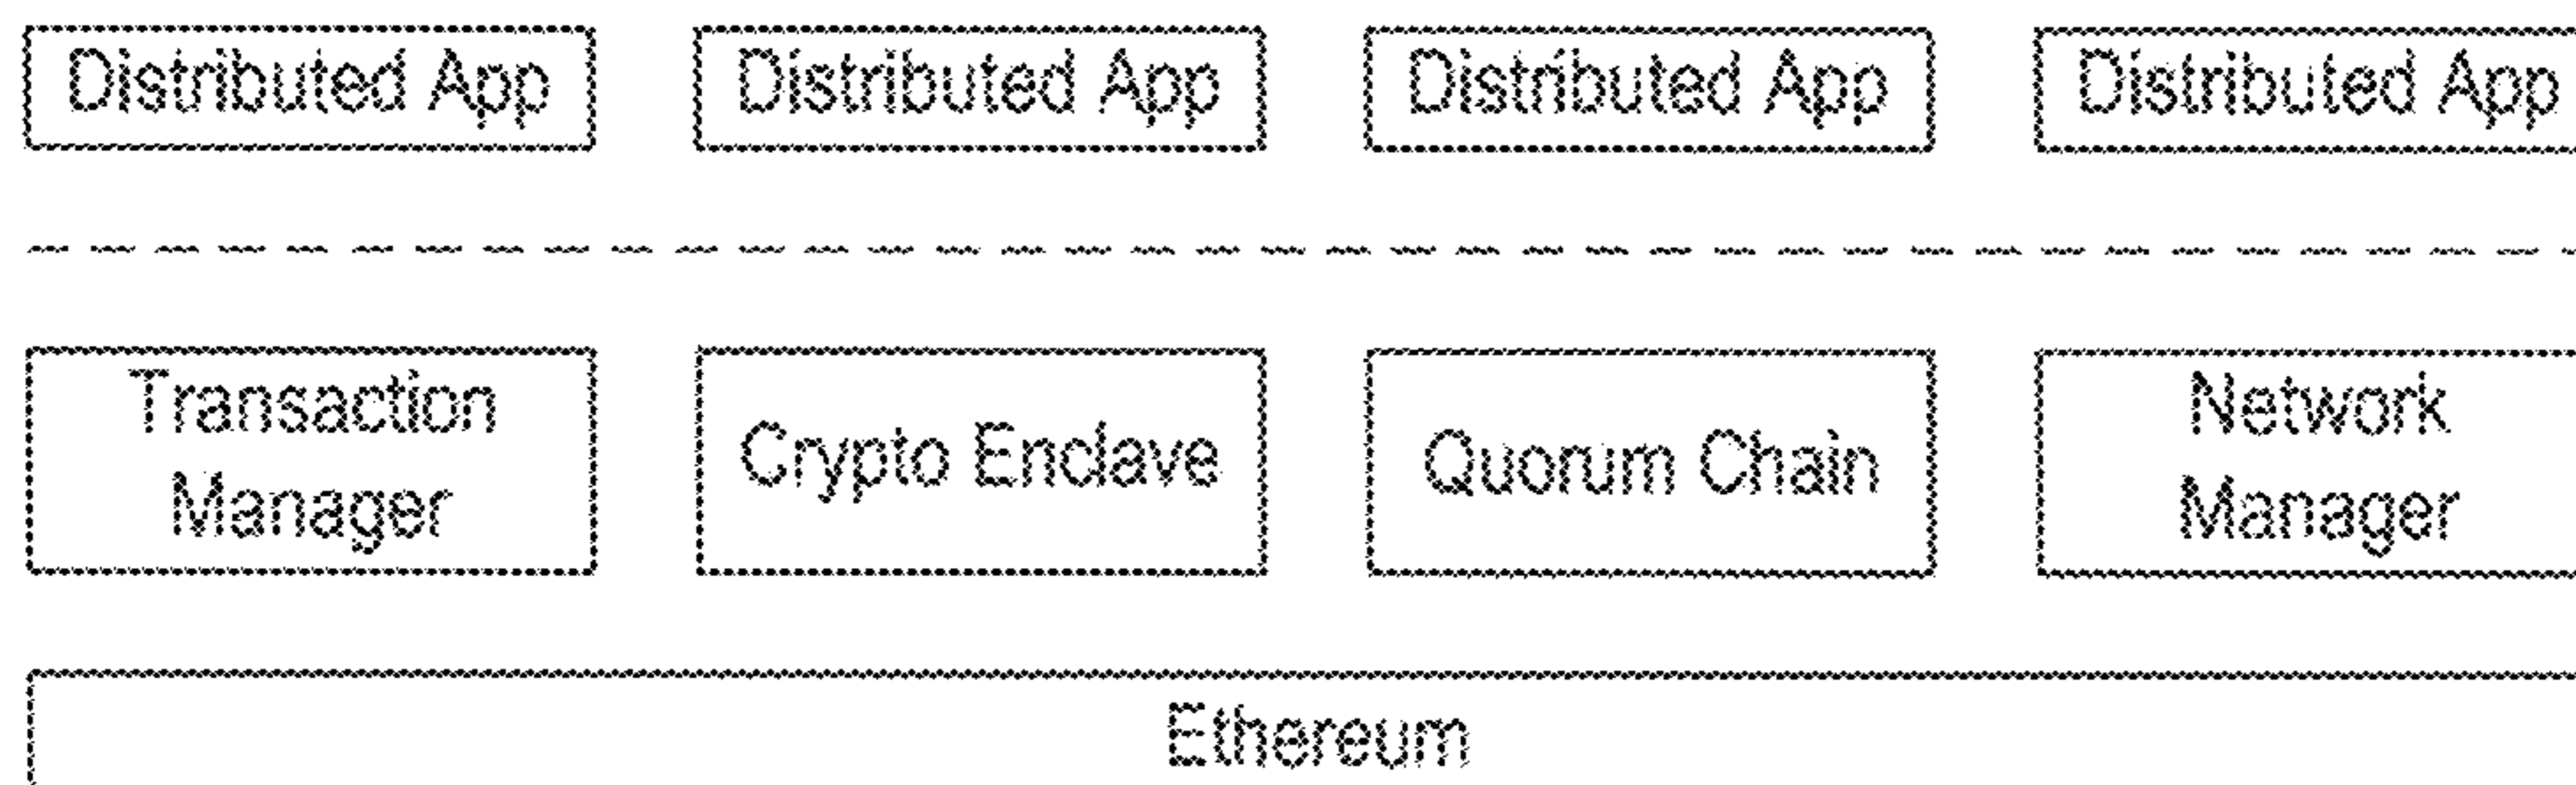 Distributed App
Distributed App
Distributed App
Distributed App
Transaction
Manager
Crypto Enclave
Quorum Chain
Network
Manager
Ethereum